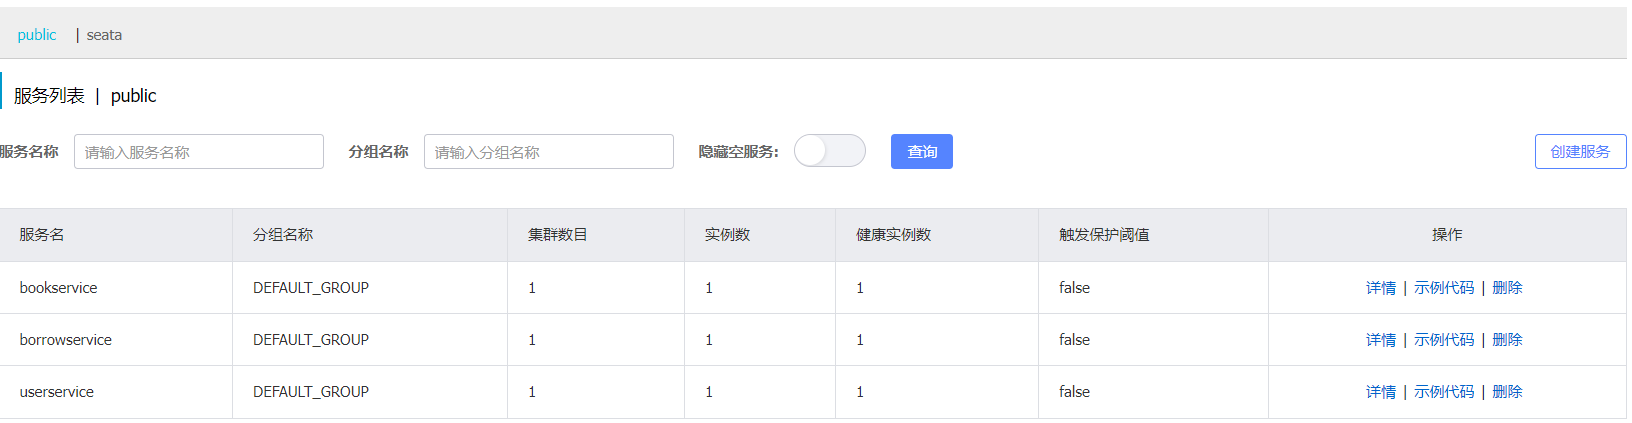 public | seata
服务列表 | public
服务名称 请输入服务名称 分组名称 请输入分组名称 隐藏空服务: 查询 创建服务
服务名 分组名称 集群数目 实例数 健康实例数 触发保护阈值 操作
bookservice DEFAULT_GROUP 1 1 1 false 详情 | 示例代码 | 删除
borrowservice DEFAULT_GROUP 1 1 1 false 详情 | 示例代码 | 删除
userservice DEFAULT_GROUP 1 1 1 false 详情 | 示例代码 | 删除